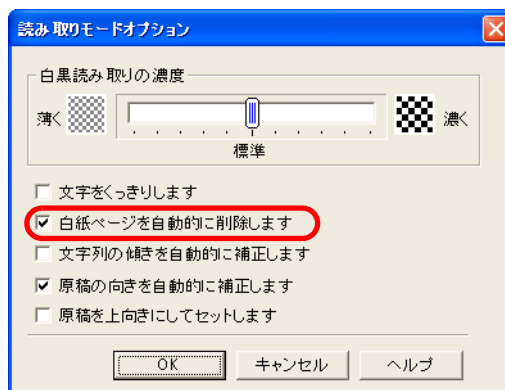 読み取りモードオプション
白黒読み取りの濃度
薄く 濃く
標準
文字をくっきりします
白紙ページを自動的に削除します
文字列の傾きを自動的に補正します
原稿の向きを自動的に補正します
原稿を上向きにしてセットします
OK キャンセル ヘルプ